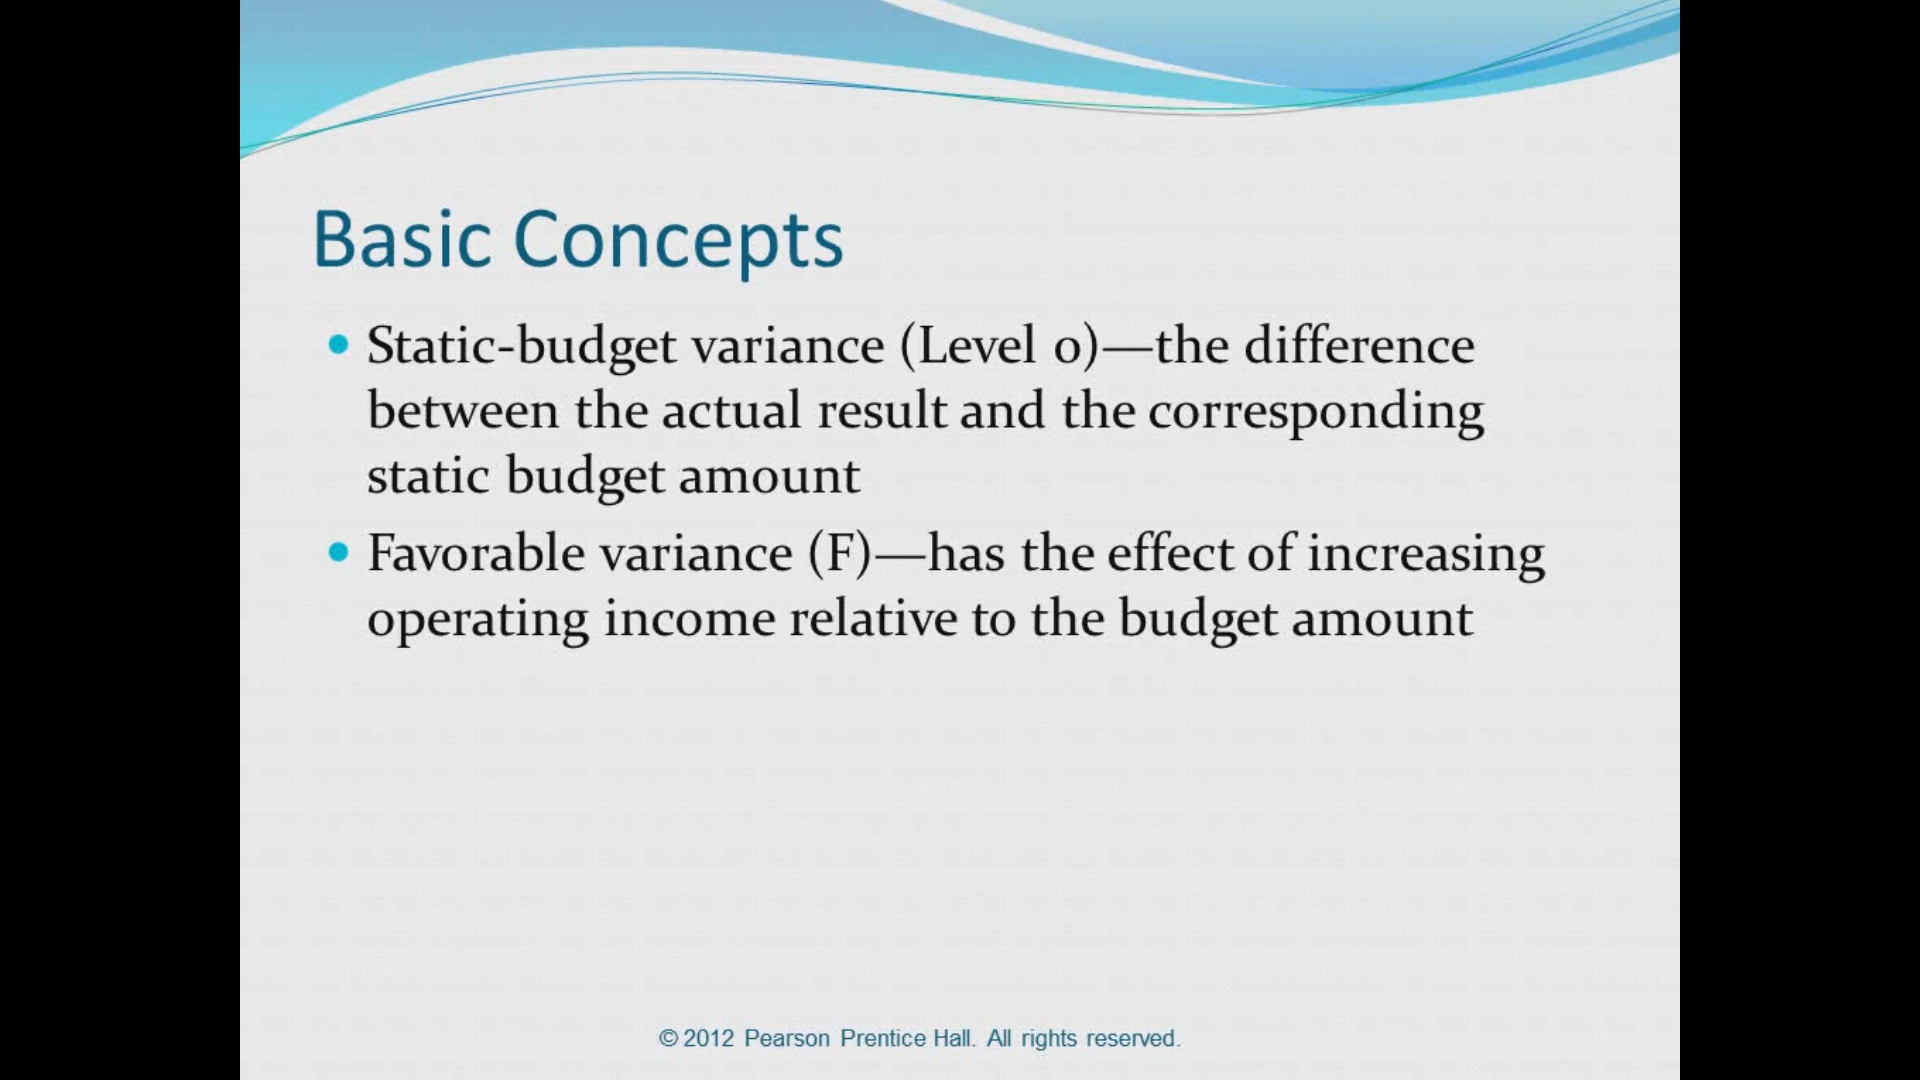 Basic Concepts
• Static-budget variance (Level 0)—the difference
between the actual result and the corresponding
static budget amount
• Favorable variance (F)—has the effect of increasing
operating income relative to the budget amount
© 2012 Pearson Prentice Hall. All rights reserved.